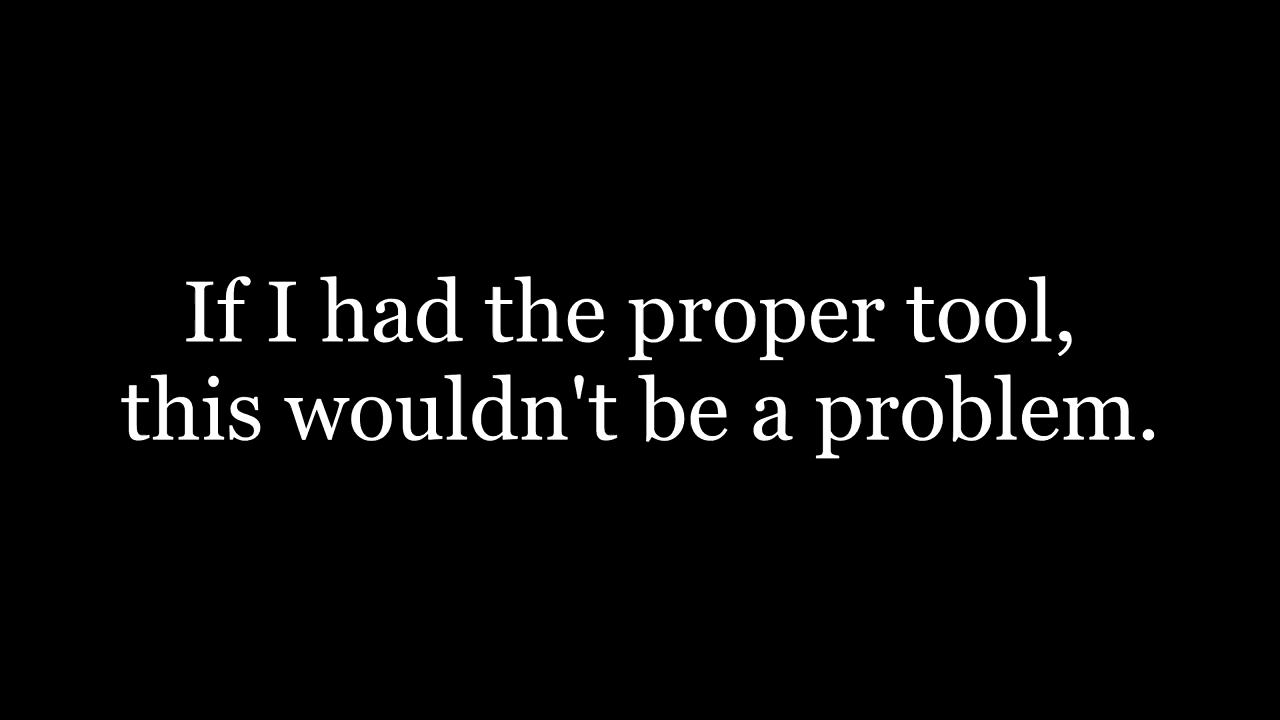 If I had the proper tool,
this wouldn't be a problem.